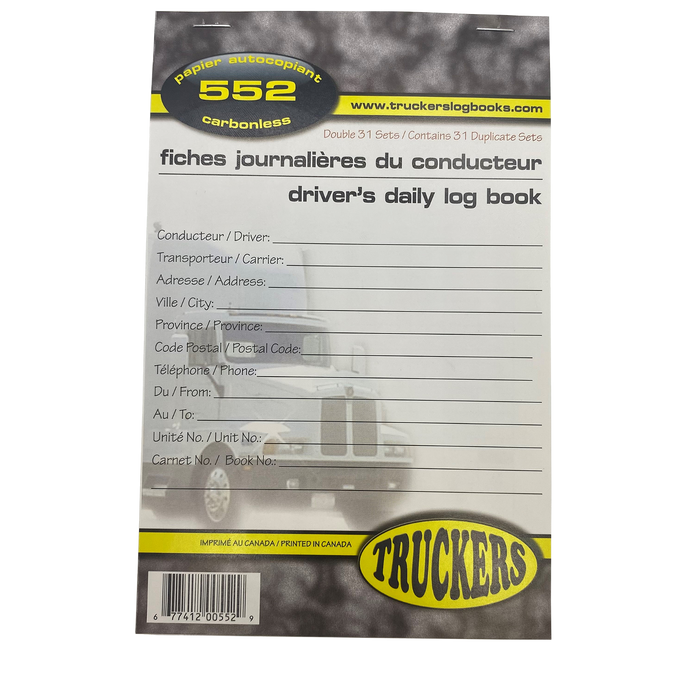 papier autocopiant
552
carbonless
www.truckerslogbooks.com
Double 31 Sets / Contains 31 Duplicate Sets
fiches journalières du conducteur
driver's daily log book
Conducteur / Driver:
Transporteur / Carrier:
Adresse / Address:
Ville / City:
Province / Province:
Code Postal / Postal Code:
Téléphone / Phone:
Du / From:
Au / To:
Unité No. / Unit No.:
Carnet No. / Book No.:
IMPRIMÉ AU CANADA / PRINTED IN CANADA
TRUCKERS
6 77412 00552 9